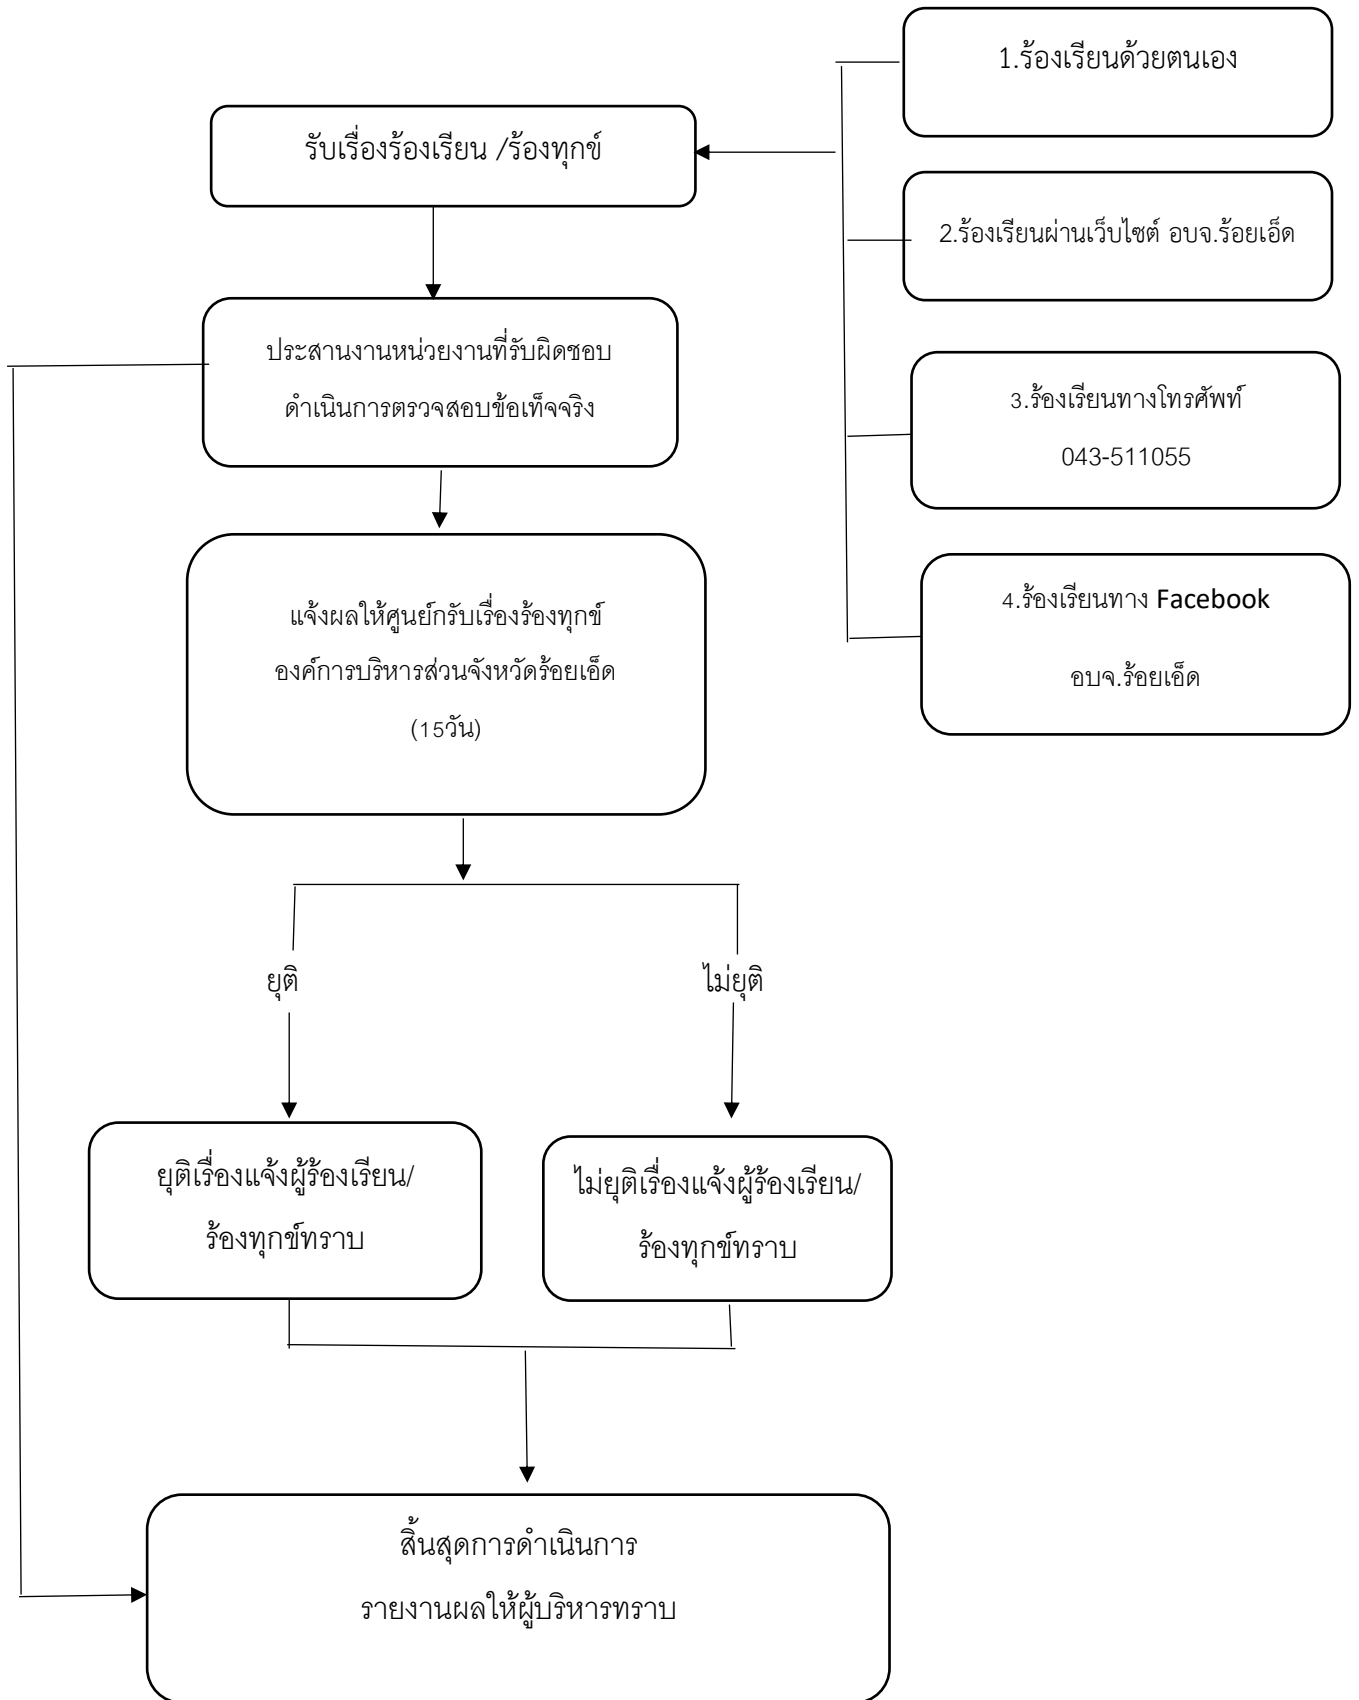 1.ร้องเรียนด้วยตนเอง
รับเรื่องร้องเรียน /ร้องทุกข์
2.ร้องเรียนผ่านเว็บไซต์ อบจ.ร้อยเอ็ด
ประสานงานหน่วยงานที่รับผิดชอบ
ดำเนินการตรวจสอบข้อเท็จจริง
3.ร้องเรียนทางโทรศัพท์
043-511055
แจ้งผลให้ศูนย์กรับเรื่องร้องทุกข์
องค์การบริหารส่วนจังหวัดร้อยเอ็ด
(15วัน)
4.ร้องเรียนทาง Facebook
อบจ.ร้อยเอ็ด
ยุติ
ไม่ยุติ
ยุติเรื่องแจ้งผู้ร้องเรียน/
ร้องทุกข์ทราบ
ไม่ยุติเรื่องแจ้งผู้ร้องเรียน/
ร้องทุกข์ทราบ
สิ้นสุดการดำเนินการ
รายงานผลให้ผู้บริหารทราบ